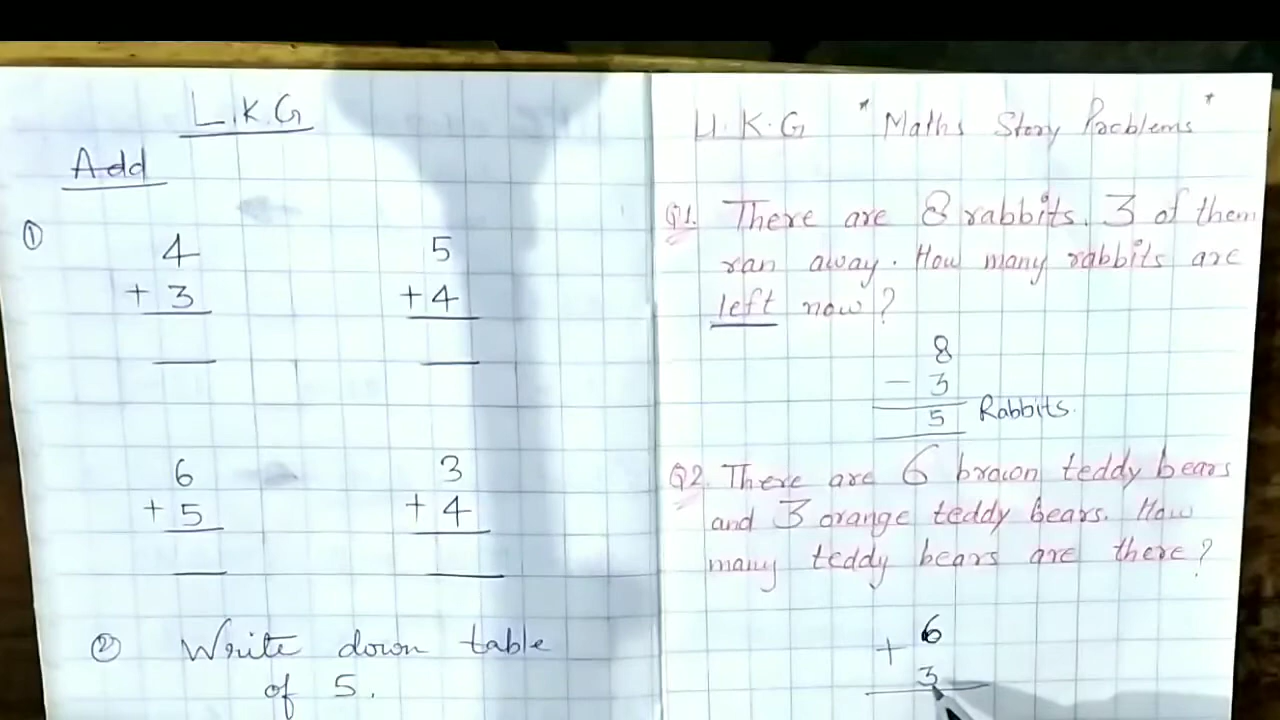 L.K.G
Add
① 4 5
+ 3 + 4
6 3
+ 5 + 4
② Write down table
of 5.
U.K.G "Maths Story Problems"
Q1. There are 8 rabbits. 3 of them
ran away. How many rabbits are
left now?
8
- 3
5 Rabbits.
Q2. There are 6 brown teddy bears
and 3 orange teddy bears. How
many teddy bears are there?
+ 6
3